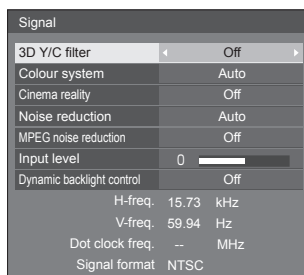 Signal
3D Y/C filter Off
Colour system Auto
Cinema reality Off
Noise reduction Auto
MPEG noise reduction Off
Input level 0
Dynamic backlight control Off
H-freq. 15.73 kHz
V-freq. 59.94 Hz
Dot clock freq. -- MHz
Signal format NTSC